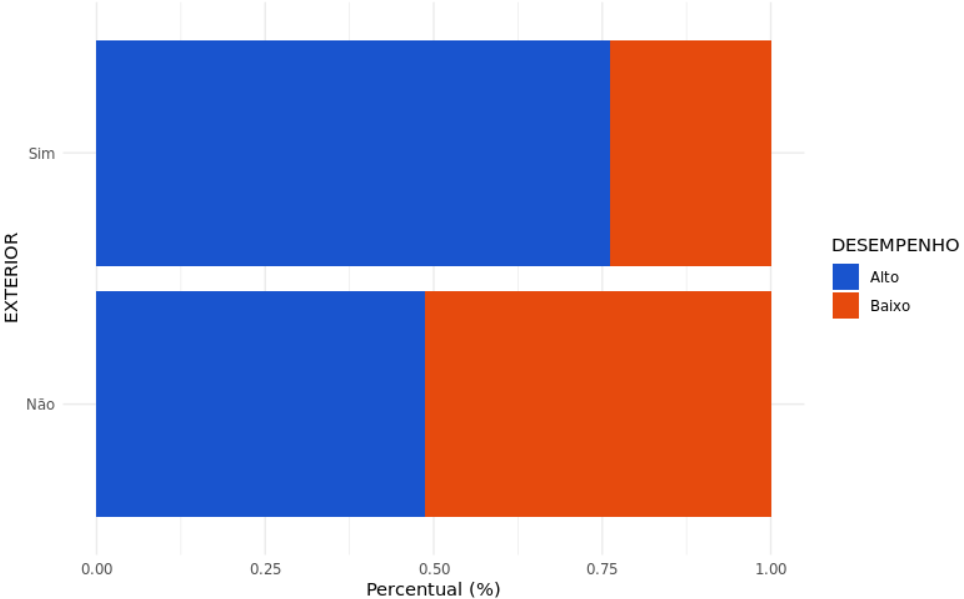 Sim
Não
EXTERIOR
0.00 0.25 0.50 0.75 1.00
Percentual (%)
DESEMPENHO
Alto
Baixo